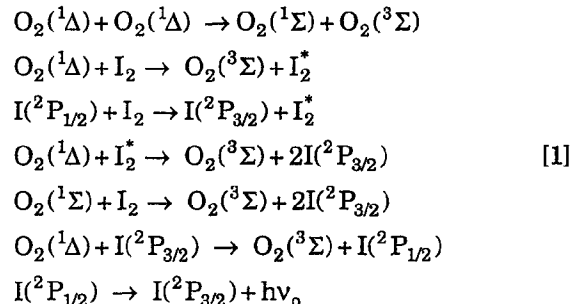 O₂(¹Δ) + O₂(¹Δ) → O₂(¹Σ) + O₂(³Σ)
O₂(¹Δ) + I₂ → O₂(³Σ) + I₂*
I(²P₁/₂) + I₂ → I(²P₃/₂) + I₂*
O₂(¹Δ) + I₂* → O₂(³Σ) + 2I(²P₃/₂) [1]
O₂(¹Σ) + I₂ → O₂(³Σ) + 2I(²P₃/₂)
O₂(¹Δ) + I(²P₃/₂) → O₂(³Σ) + I(²P₁/₂)
I(²P₁/₂) → I(²P₃/₂) + hν₀